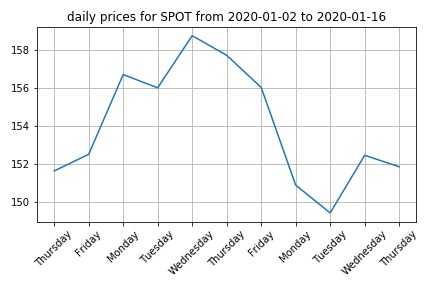 daily prices for SPOT from 2020-01-02 to 2020-01-16
158
156
154
152
150
Thursday
Friday
Monday
Tuesday
Wednesday
Thursday
Friday
Monday
Tuesday
Wednesday
Thursday